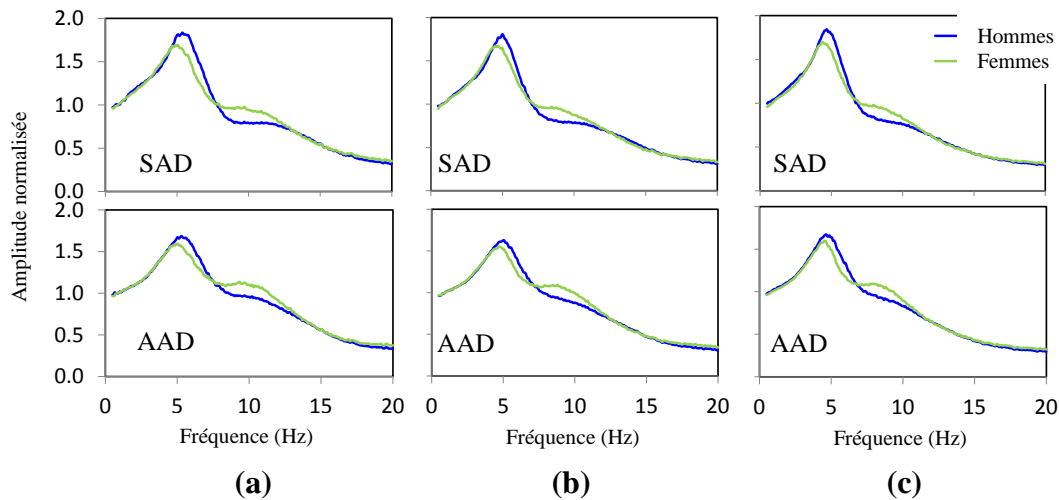 2.0
1.5
1.0
0.5
0.0
SAD
SAD
SAD
Hommes
Femmes
Amplitude normalisée
2.0
1.5
1.0
0.5
0.0
AAD
AAD
AAD
0 5 10 15 20
0 5 10 15 20
0 5 10 15 20
Fréquence (Hz)
Fréquence (Hz)
Fréquence (Hz)
(a)
(b)
(c)